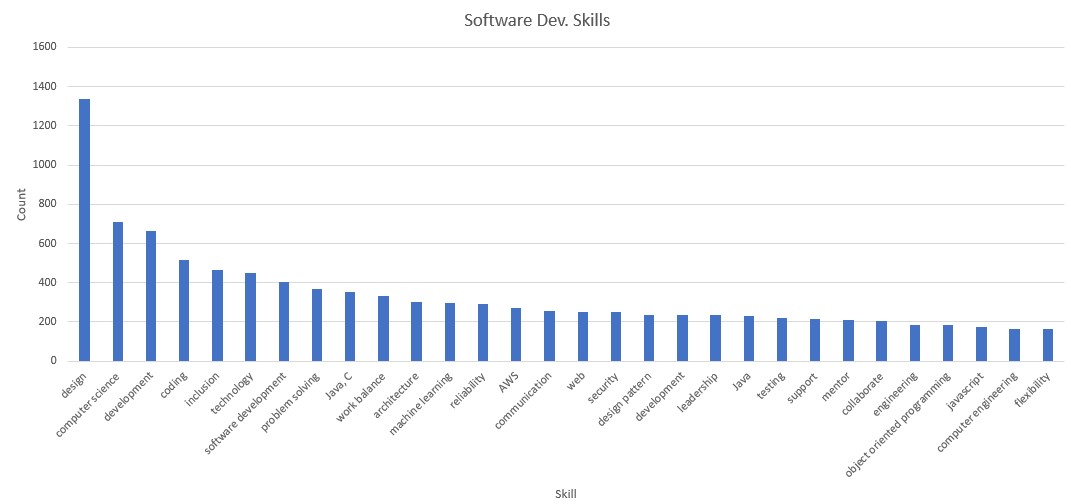 Software Dev. Skills
1600
1400
1200
1000
800
600
400
200
0
Count
design
computer science
development
coding
inclusion
technology
software development
problem solving
Java, C
work balance
architecture
machine learning
reliability
AWS
communication
web
security
design pattern
development
leadership
Java
testing
support
mentor
collaborate
engineering
object oriented programming
javascript
computer engineering
flexibility
Skill